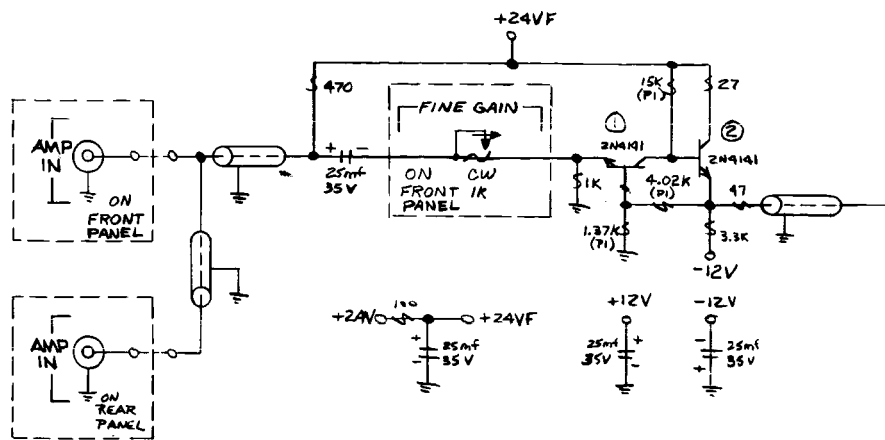 +24VF
470
15K
(P1)
27
FINE GAIN
①
②
AMP
IN
2N4141
2N4141
+ -
25mf
35V
ON
FRONT
PANEL
ON
FRONT
PANEL
CW
1K
1K
4.02K
(P1)
47
1.37K
(P1)
3.3K
-12V
+24V
100
+24VF
+12V
-12V
+
-
25mf
35V
25mf
35V
+
-
-
+
25mf
35V
AMP
IN
ON
REAR
PANEL